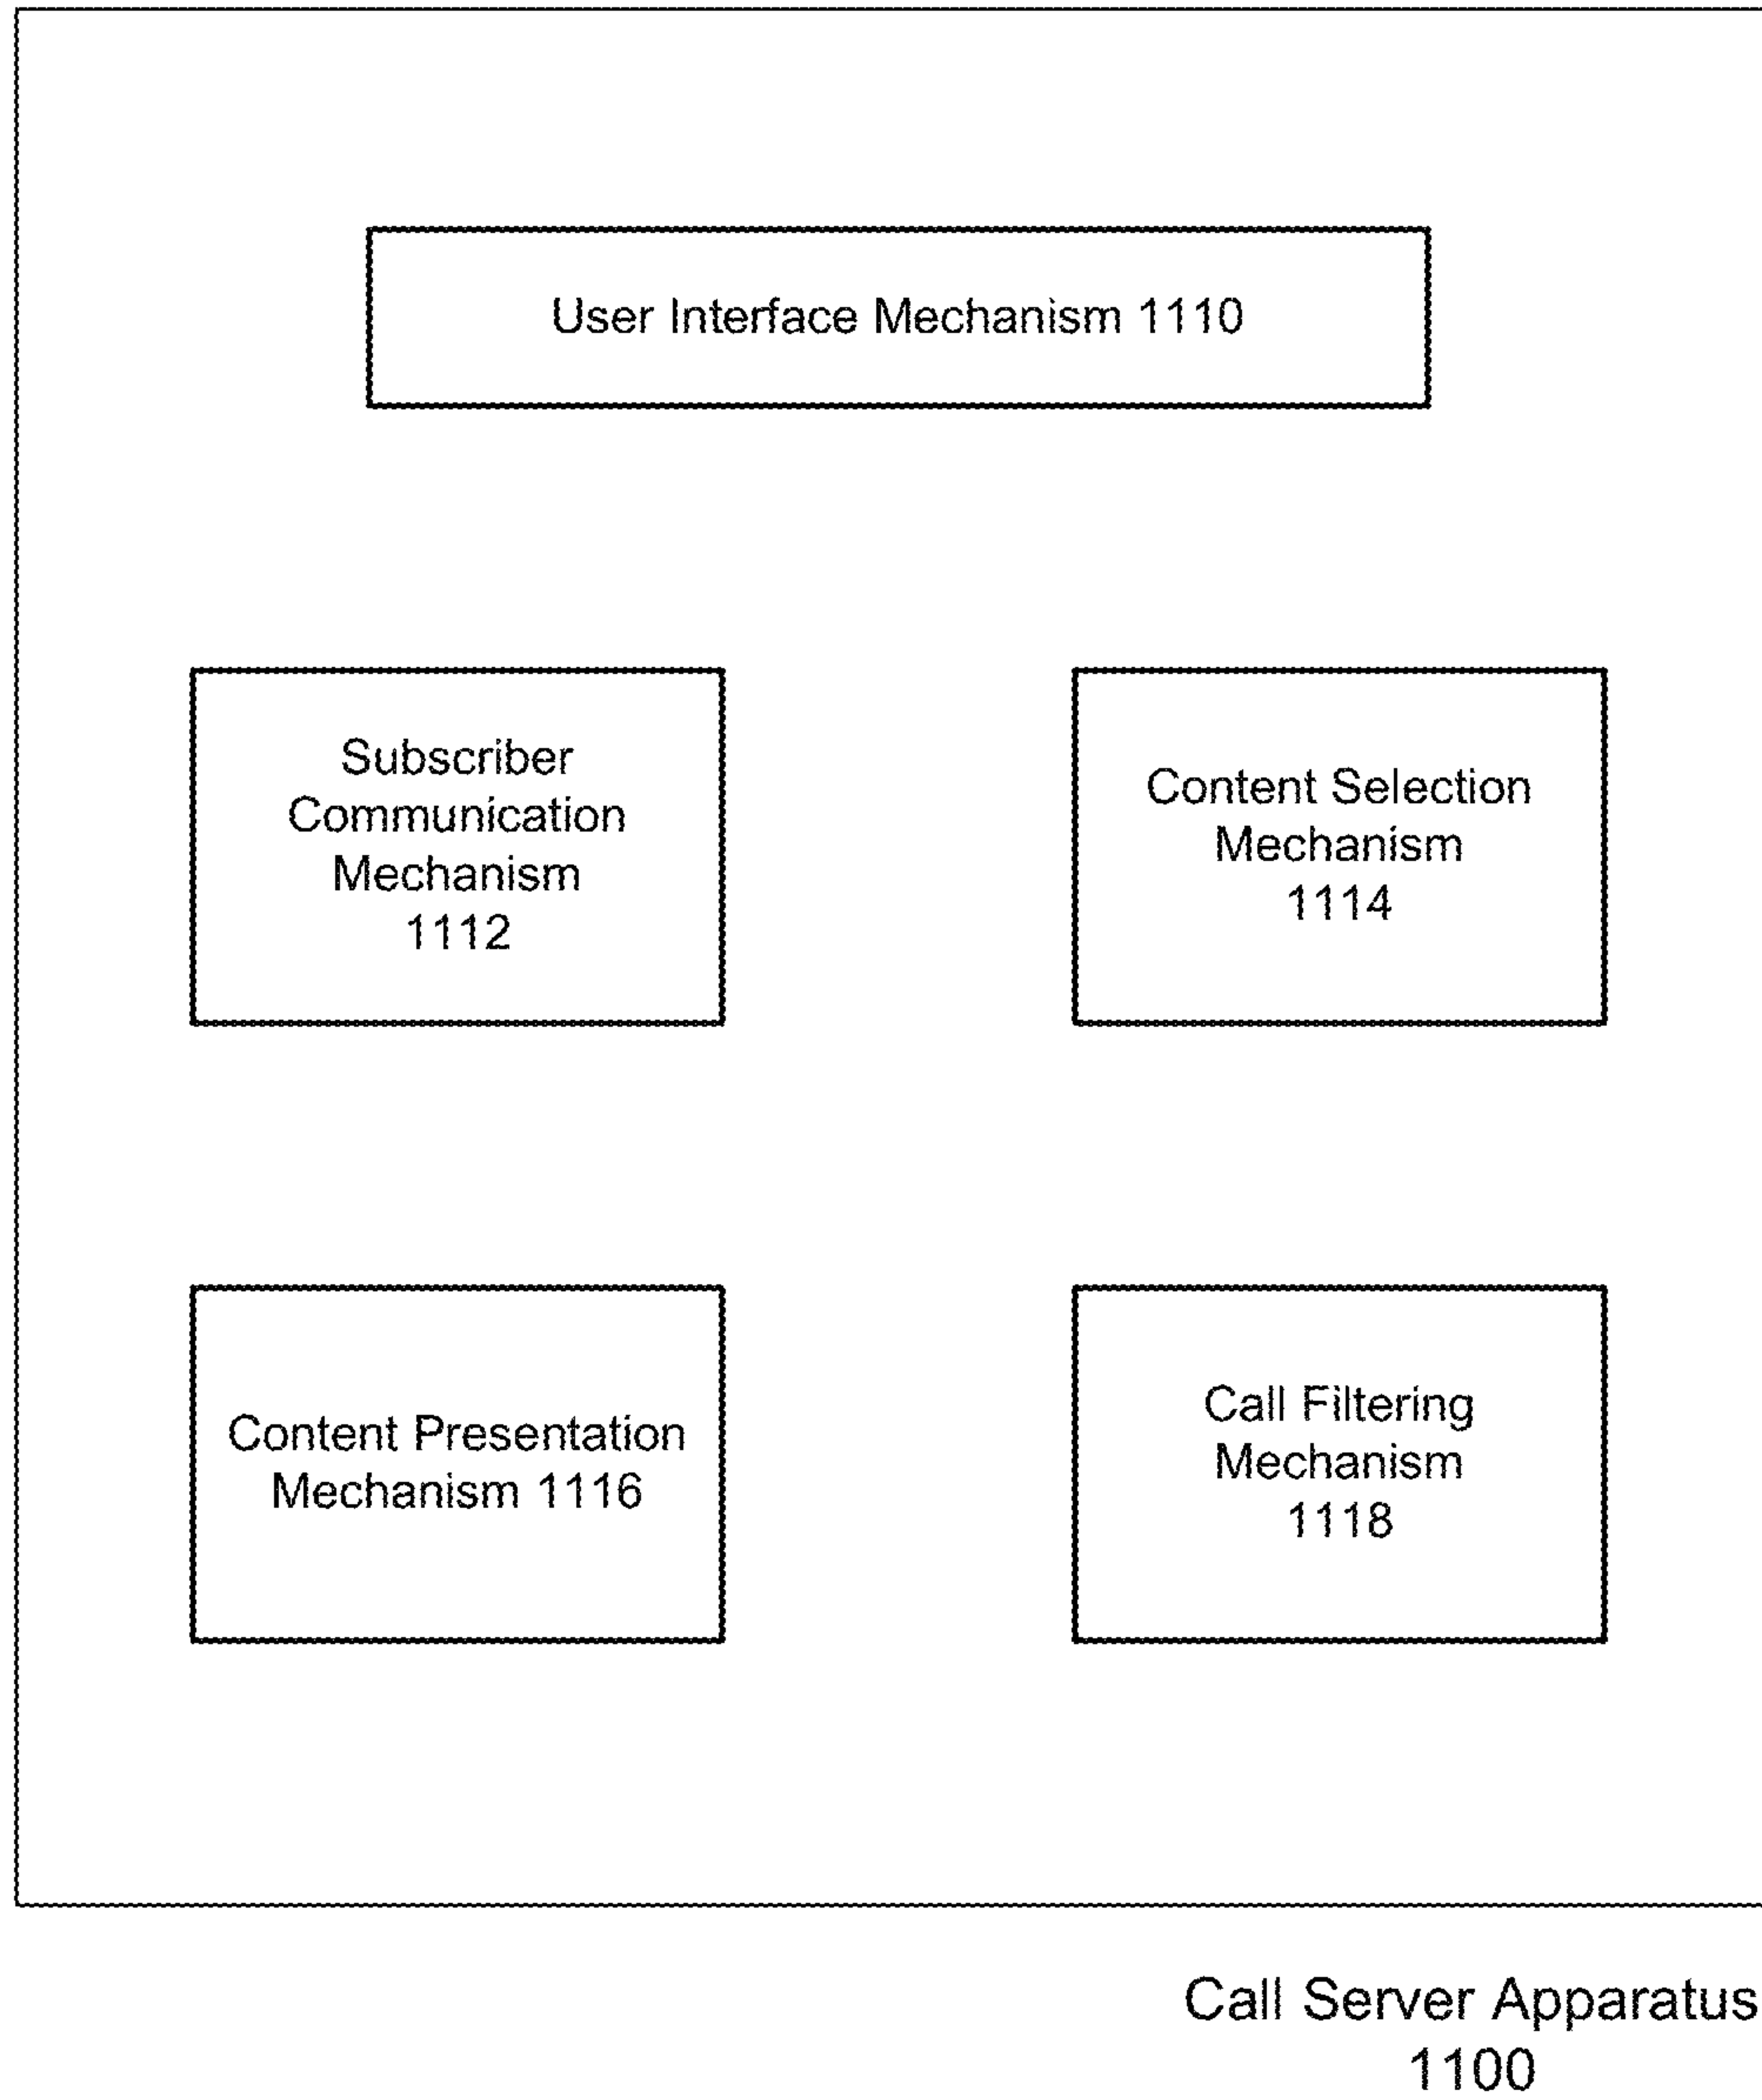 User Interface Mechanism 1110
Subscriber
Communication
Mechanism
1112
Content Selection
Mechanism
1114
Content Presentation
Mechanism 1116
Call Filtering
Mechanism
1118
Call Server Apparatus
1100